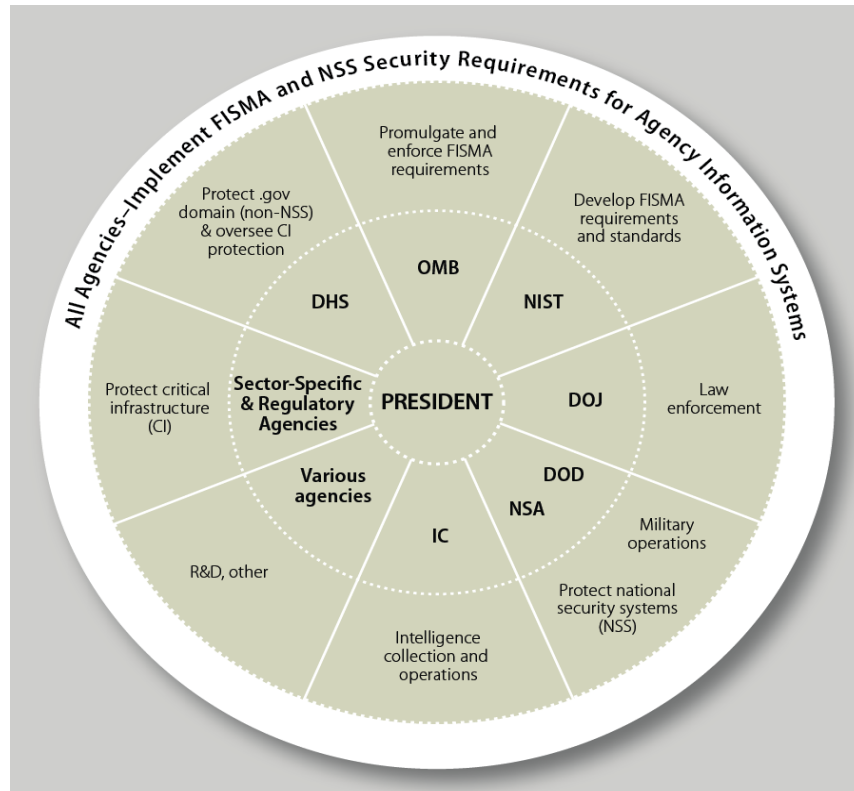 All Agencies–Implement FISMA and NSS Security Requirements for Agency Information Systems
Promulgate and
enforce FISMA
requirements
OMB
Develop FISMA
requirements
and standards
NIST
Law
enforcement
DOJ
Military
operations
DOD
Protect national
security systems
(NSS)
NSA
Intelligence
collection and
operations
IC
R&D, other
Various
agencies
Protect critical
infrastructure
(CI)
Sector-Specific
& Regulatory
Agencies
Protect .gov
domain (non-NSS)
& oversee CI
protection
DHS
PRESIDENT